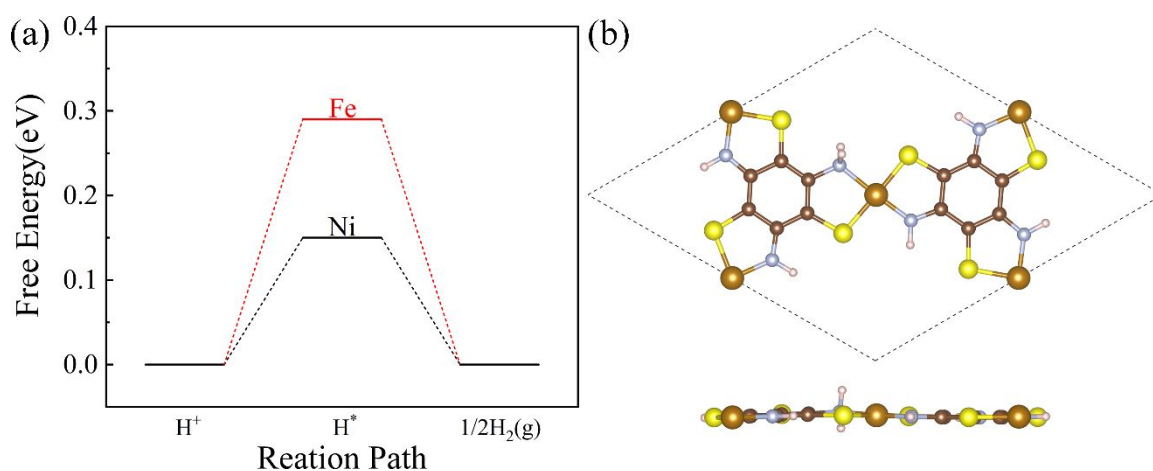 (a)
(b)
0.4
0.3
0.2
0.1
0.0
Free Energy(eV)
Fe
Ni
H⁺
H*
1/2H₂(g)
Reation Path